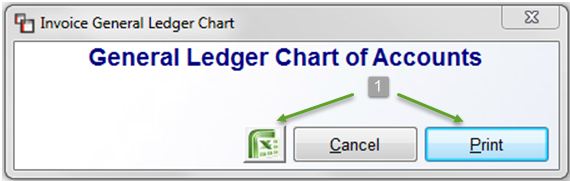 Invoice General Ledger Chart
General Ledger Chart of Accounts
1
Cancel
Print